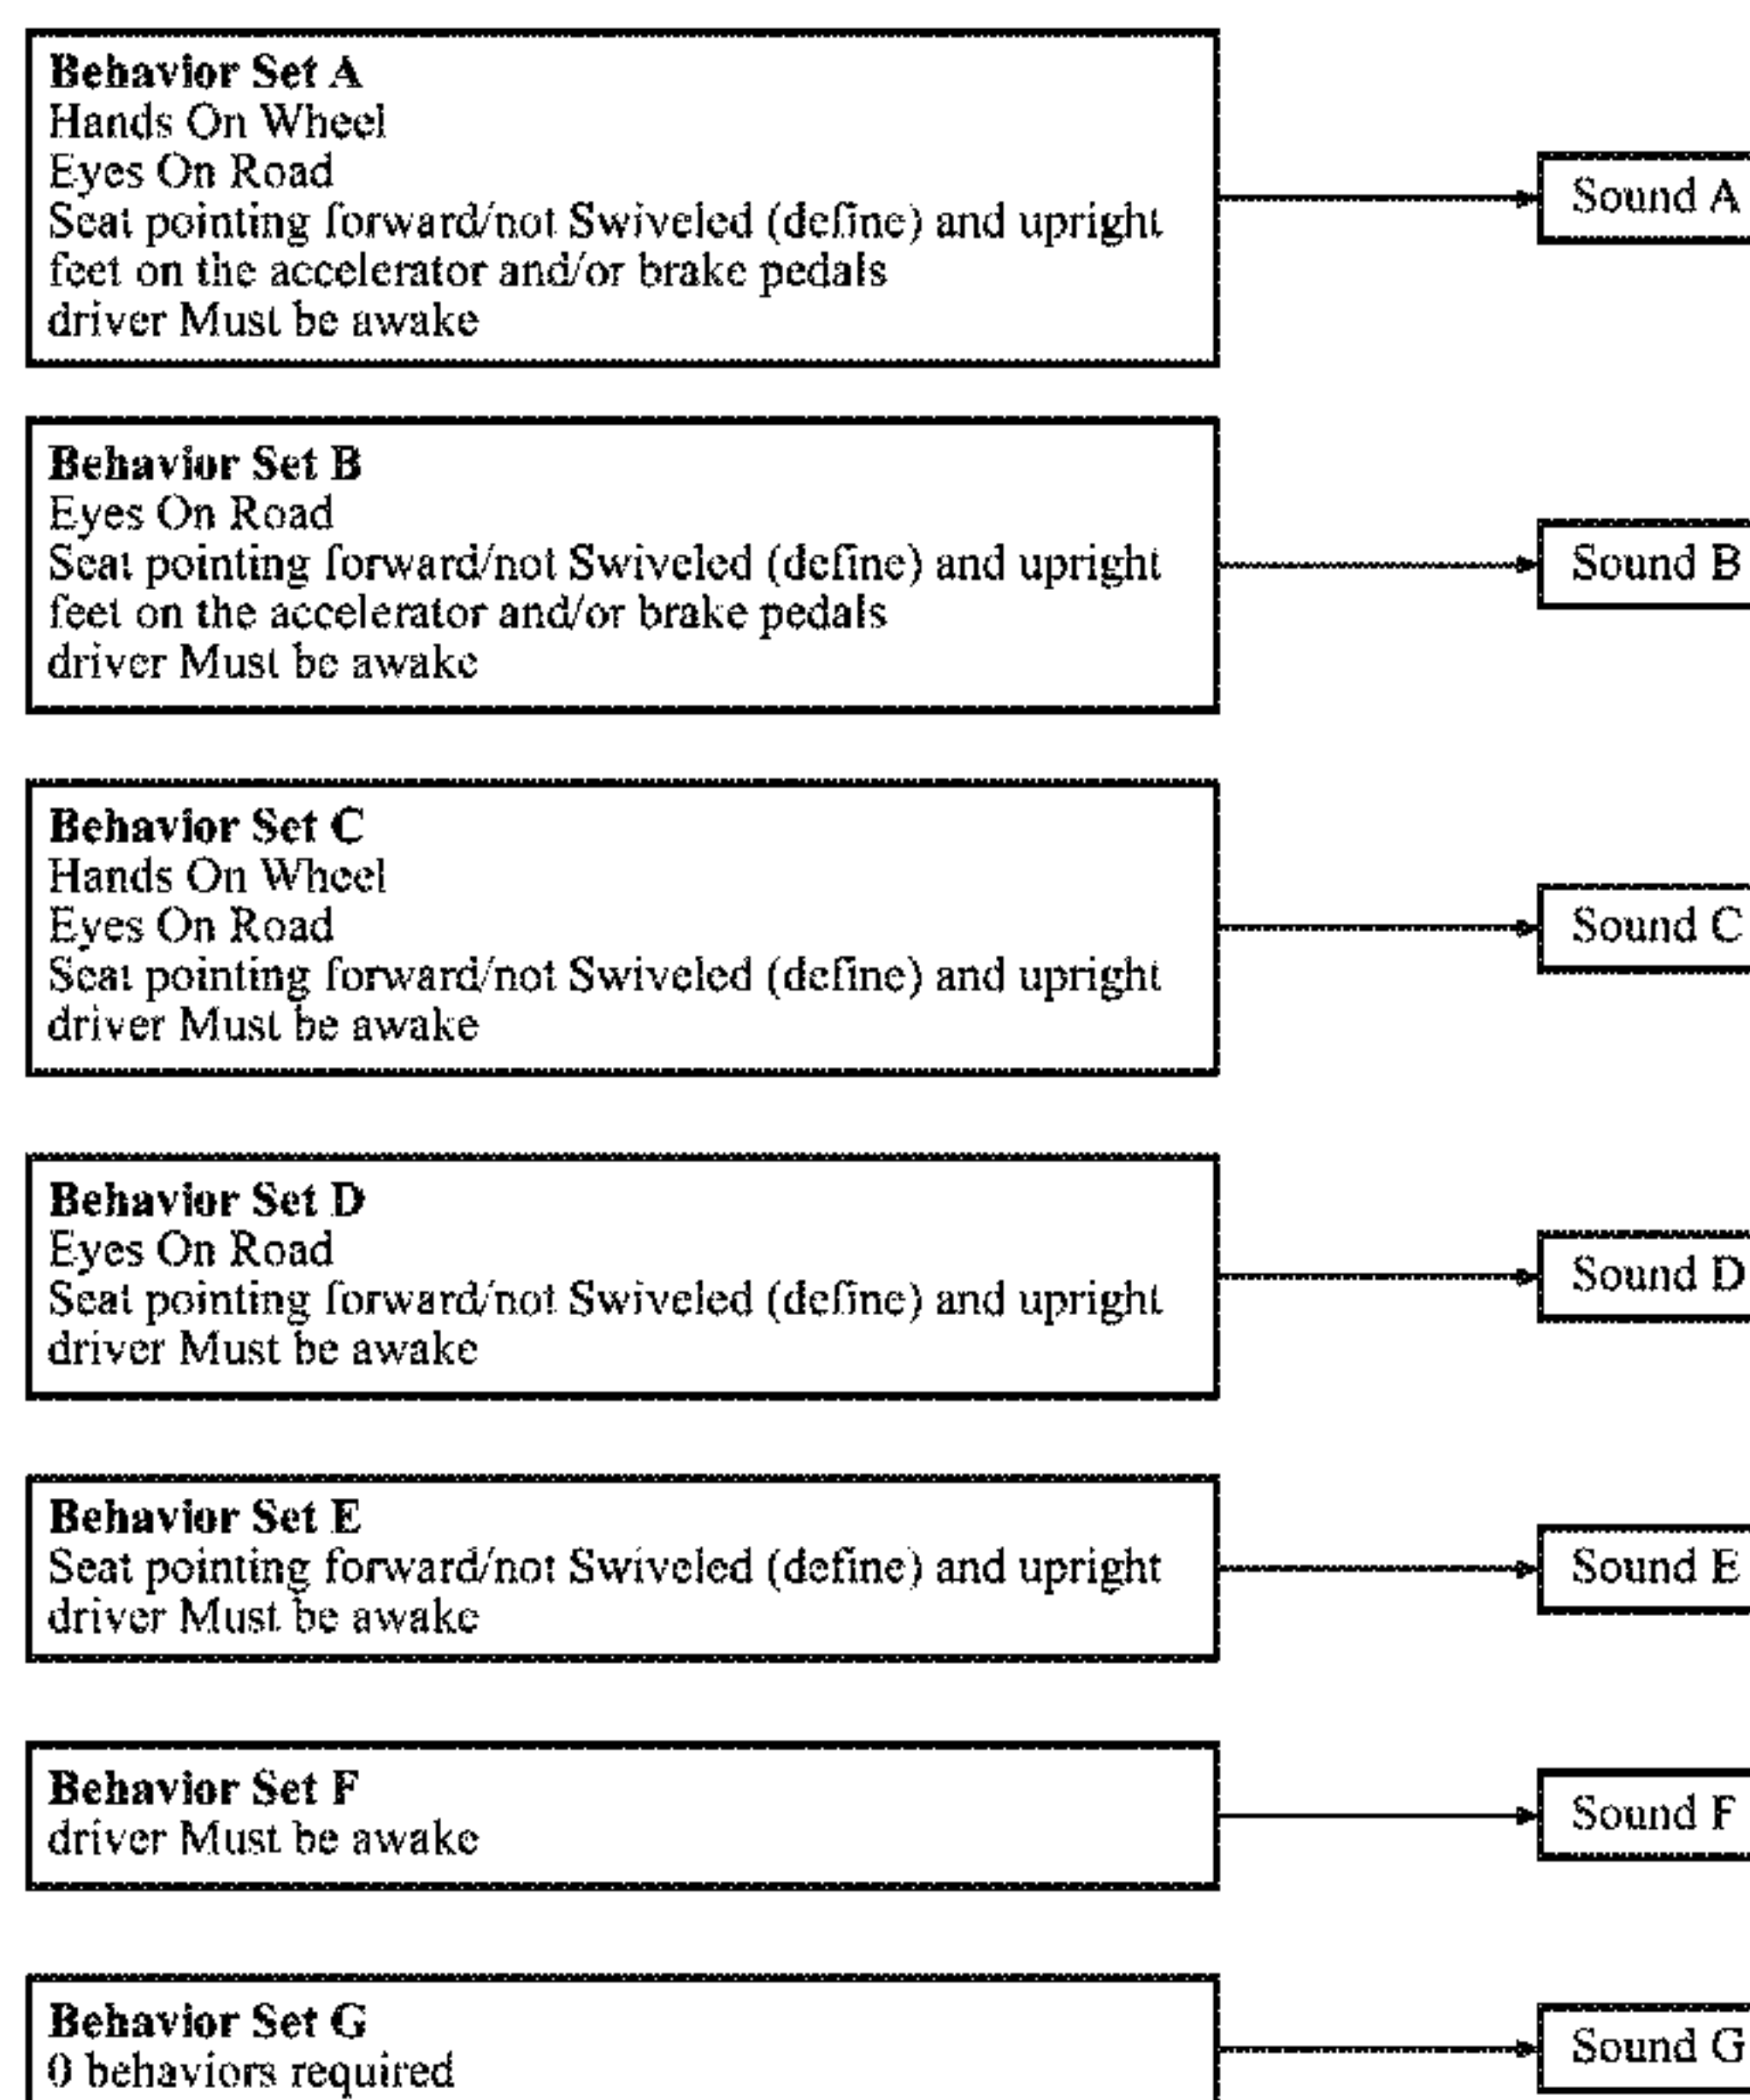 Behavior Set A
Hands On Wheel
Eyes On Road
Seat pointing forward/not Swiveled (define) and upright
feet on the accelerator and/or brake pedals
driver Must be awake
Sound A
Behavior Set B
Eyes On Road
Seat pointing forward/not Swiveled (define) and upright
feet on the accelerator and/or brake pedals
driver Must be awake
Sound B
Behavior Set C
Hands On Wheel
Eyes On Road
Seat pointing forward/not Swiveled (define) and upright
driver Must be awake
Sound C
Behavior Set D
Eyes On Road
Seat pointing forward/not Swiveled (define) and upright
driver Must be awake
Sound D
Behavior Set E
Seat pointing forward/not Swiveled (define) and upright
driver Must be awake
Sound E
Behavior Set F
driver Must be awake
Sound F
Behavior Set G
0 behaviors required
Sound G